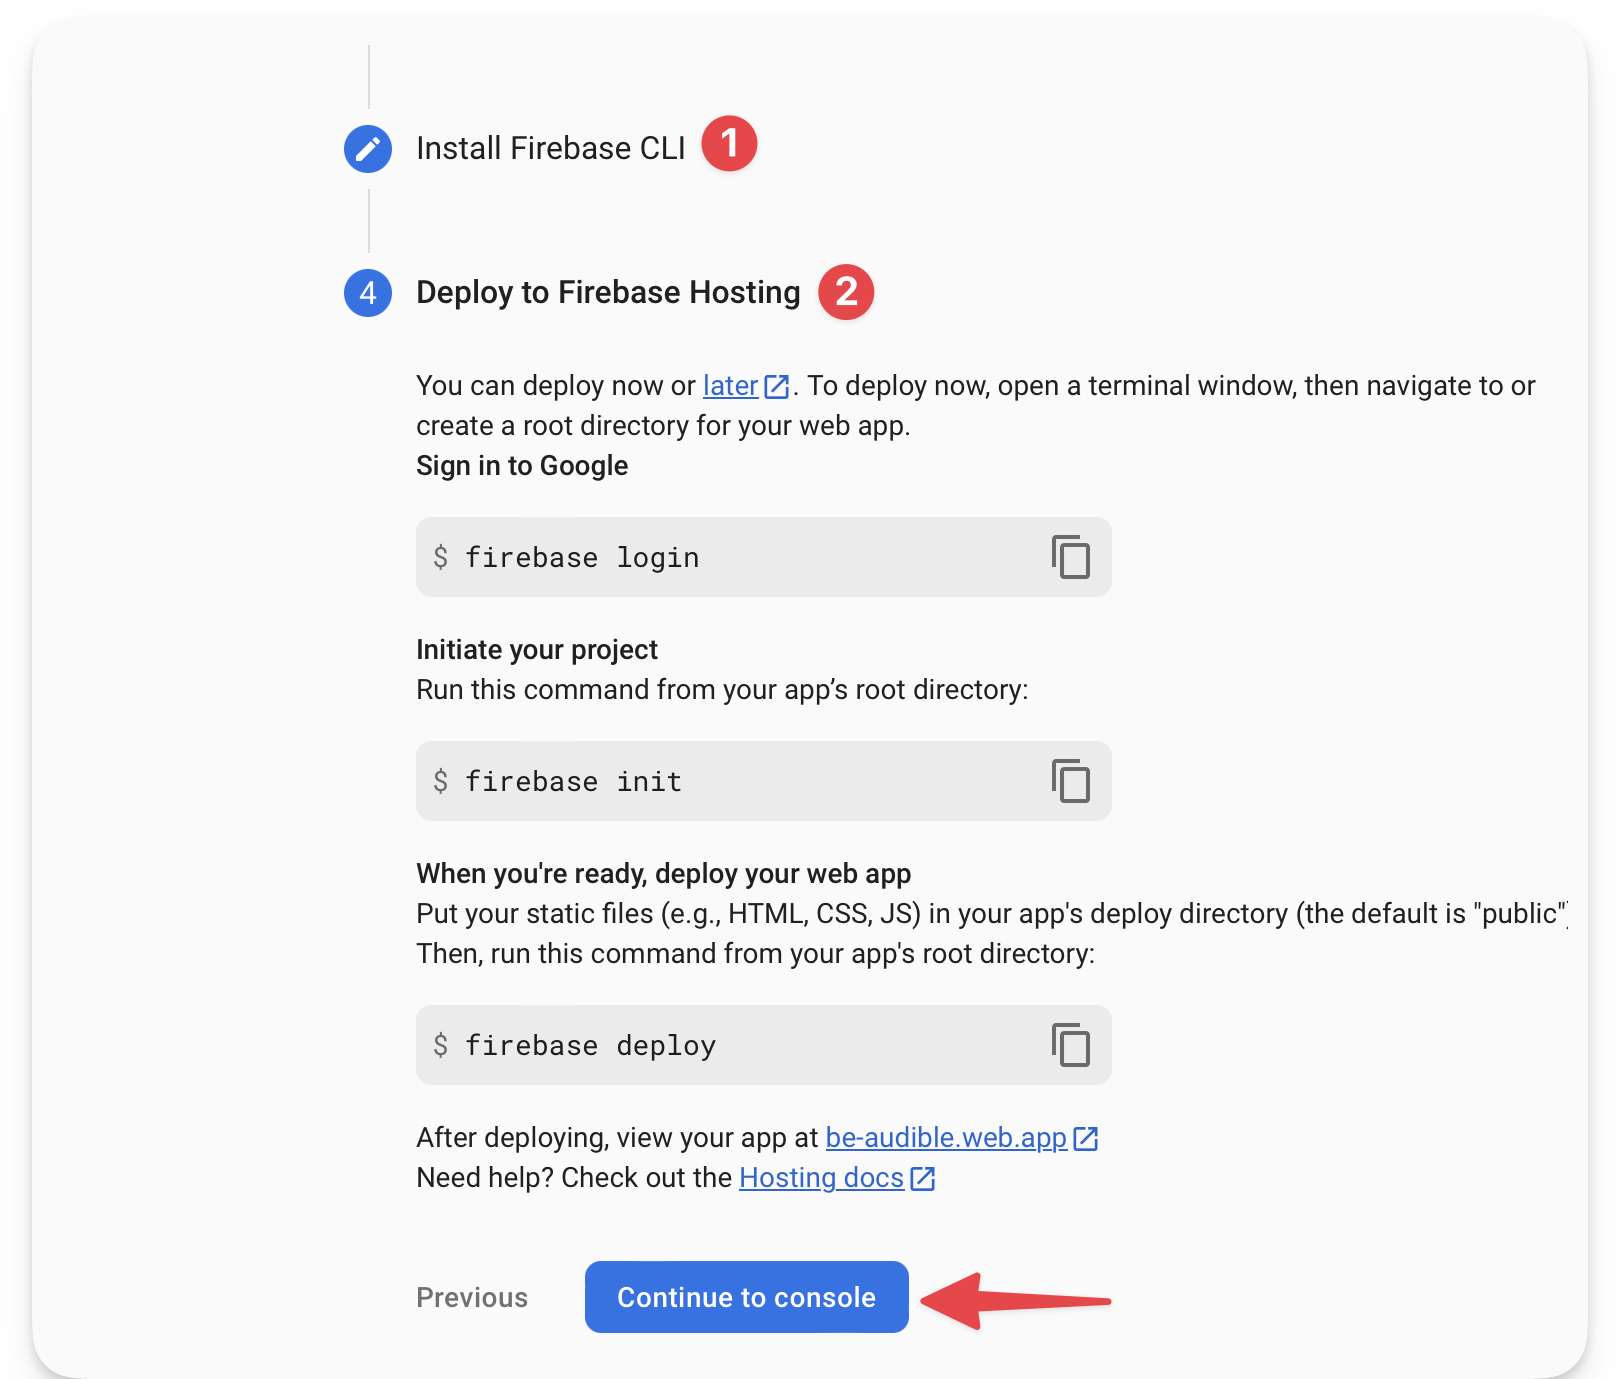 Install Firebase CLI 1
4 Deploy to Firebase Hosting 2
You can deploy now or later. To deploy now, open a terminal window, then navigate to or
create a root directory for your web app.
Sign in to Google
$ firebase login
Initiate your project
Run this command from your app’s root directory:
$ firebase init
When you're ready, deploy your web app
Put your static files (e.g., HTML, CSS, JS) in your app's deploy directory (the default is "public")
Then, run this command from your app's root directory:
$ firebase deploy
After deploying, view your app at be-audible.web.app
Need help? Check out the Hosting docs
Previous Continue to console